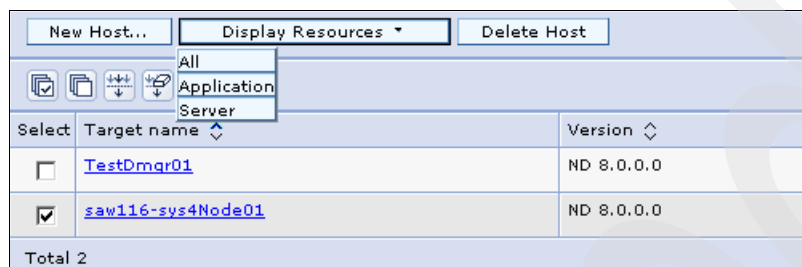 New Host... Display Resources Delete Host
All
Application
Server
Select Target name Version
TestDmgr01 ND 8.0.0.0
saw116-sys4Node01 ND 8.0.0.0
Total 2